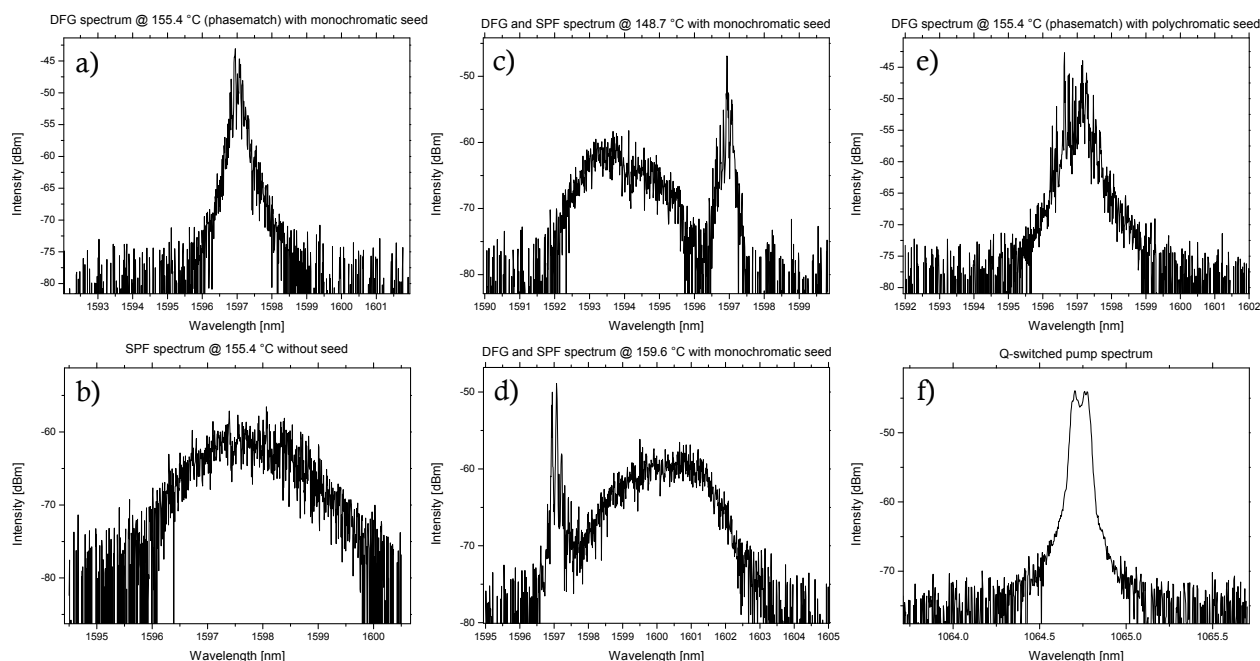 DFG spectrum @ 155.4 °C (phasematch) with monochromatic seed
a)
Intensity [dBm]
-45
-50
-55
-60
-65
-70
-75
-80
1593 1594 1595 1596 1597 1598 1599 1600 1601
Wavelength [nm]
DFG and SPF spectrum @ 148.7 °C with monochromatic seed
c)
Intensity [dBm]
-50
-60
-70
-80
1590 1591 1592 1593 1594 1595 1596 1597 1598 1599
Wavelength [nm]
DFG spectrum @ 155.4 °C (phasematch) with polychromatic seed
e)
Intensity [dBm]
-45
-50
-55
-60
-65
-70
-75
-80
1592 1593 1594 1595 1596 1597 1598 1599 1600 1601 1602
Wavelength [nm]
SPF spectrum @ 155.4 °C without seed
b)
Intensity [dBm]
-60
-70
-80
1595 1596 1597 1598 1599 1600
Wavelength [nm]
DFG and SPF spectrum @ 159.6 °C with monochromatic seed
d)
Intensity [dBm]
-50
-60
-70
-80
1595 1596 1597 1598 1599 1600 1601 1602 1603 1604 1605
Wavelength [nm]
Q-switched pump spectrum
f)
Intensity [dBm]
-50
-60
-70
1064.0 1064.5 1065.0 1065.5
Wavelength [nm]